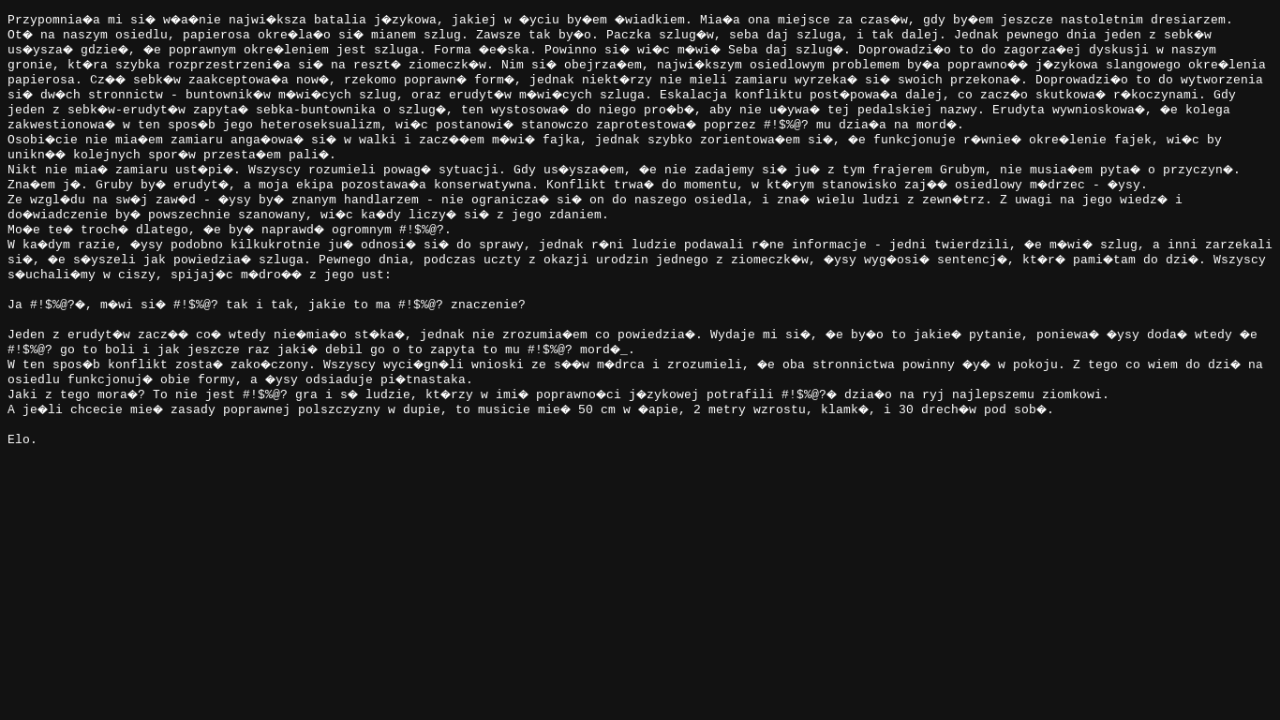 Przypomnia�a mi si� w�a�nie najwi�ksza batalia j�zykowa, jakiej w �yciu by�em �wiadkiem. Mia�a ona miejsce za czas�w, gdy by�em jeszcze nastoletnim dresiarzem.
Ot� na naszym osiedlu, papierosa okre�la�o si� mianem szlug. Zawsze tak by�o. Paczka szlug�w, seba daj szluga, i tak dalej. Jednak pewnego dnia jeden z sebk�w
us�ysza� gdzie�, �e poprawnym okre�leniem jest szluga. Forma �e�ska. Powinno si� wi�c m�wi� Seba daj szlug�. Doprowadzi�o to do zagorza�ej dyskusji w naszym
gronie, kt�ra szybka rozprzestrzeni�a si� na reszt� ziomeczk�w. Nim si� obejrza�em, najwi�kszym osiedlowym problemem by�a poprawno�� j�zykowa slangowego okre�lenia
papierosa. Cz�� sebk�w zaakceptowa�a now�, rzekomo poprawn� form�, jednak niekt�rzy nie mieli zamiaru wyrzeka� si� swoich przekona�. Doprowadzi�o to do wytworzenia
si� dw�ch stronnictw - buntownik�w m�wi�cych szlug, oraz erudyt�w m�wi�cych szluga. Eskalacja konfliktu post�powa�a dalej, co zacz�o skutkowa� r�koczynami. Gdy
jeden z sebk�w-erudyt�w zapyta� sebka-buntownika o szlug�, ten wystosowa� do niego pro�b�, aby nie u�ywa� tej pedalskiej nazwy. Erudyta wywnioskowa�, �e kolega
zakwestionowa� w ten spos�b jego heteroseksualizm, wi�c postanowi� stanowczo zaprotestowa� poprzez #!$%@? mu dzia�a na mord�.
Osobi�cie nie mia�em zamiaru anga�owa� si� w walki i zacz��em m�wi� fajka, jednak szybko zorientowa�em si�, �e funkcjonuje r�wnie� okre�lenie fajek, wi�c by
unikn�� kolejnych spor�w przesta�em pali�.
Nikt nie mia� zamiaru ust�pi�. Wszyscy rozumieli powag� sytuacji. Gdy us�ysza�em, �e nie zadajemy si� ju� z tym frajerem Grubym, nie musia�em pyta� o przyczyn�.
Zna�em j�. Gruby by� erudyt�, a moja ekipa pozostawa�a konserwatywna. Konflikt trwa� do momentu, w kt�rym stanowisko zaj�� osiedlowy m�drzec - �ysy.
Ze wzgl�du na sw�j zaw�d - �ysy by� znanym handlarzem - nie ogranicza� si� on do naszego osiedla, i zna� wielu ludzi z zewn�trz. Z uwagi na jego wiedz� i
do�wiadczenie by� powszechnie szanowany, wi�c ka�dy liczy� si� z jego zdaniem.
Mo�e te� troch� dlatego, �e by� naprawd� ogromnym #!$%@?.
W ka�dym razie, �ysy podobno kilkukrotnie ju� odnosi� si� do sprawy, jednak r�ni ludzie podawali r�ne informacje - jedni twierdzili, �e m�wi� szlug, a inni zarzekali
si�, �e s�yszeli jak powiedzia� szluga. Pewnego dnia, podczas uczty z okazji urodzin jednego z ziomeczk�w, �ysy wyg�osi� sentencj�, kt�r� pami�tam do dzi�. Wszyscy
s�uchali�my w ciszy, spijaj�c m�dro�� z jego ust:
Ja #!$%@?�, m�wi si� #!$%@? tak i tak, jakie to ma #!$%@? znaczenie?
Jeden z erudyt�w zacz�� co� wtedy nie�mia�o st�ka�, jednak nie zrozumia�em co powiedzia�. Wydaje mi si�, �e by�o to jakie� pytanie, poniewa� �ysy doda� wtedy �e
#!$%@? go to boli i jak jeszcze raz jaki� debil go o to zapyta to mu #!$%@? mord�_.
W ten spos�b konflikt zosta� zako�czony. Wszyscy wyci�gn�li wnioski ze s��w m�drca i zrozumieli, �e oba stronnictwa powinny �y� w pokoju. Z tego co wiem do dzi� na
osiedlu funkcjonuj� obie formy, a �ysy odsiaduje pi�tnastaka.
Jaki z tego mora�? To nie jest #!$%@? gra i s� ludzie, kt�rzy w imi� poprawno�ci j�zykowej potrafili #!$%@?� dzia�o na ryj najlepszemu ziomkowi.
A je�li chcecie mie� zasady poprawnej polszczyzny w dupie, to musicie mie� 50 cm w �apie, 2 metry wzrostu, klamk�, i 30 drech�w pod sob�.
Elo.